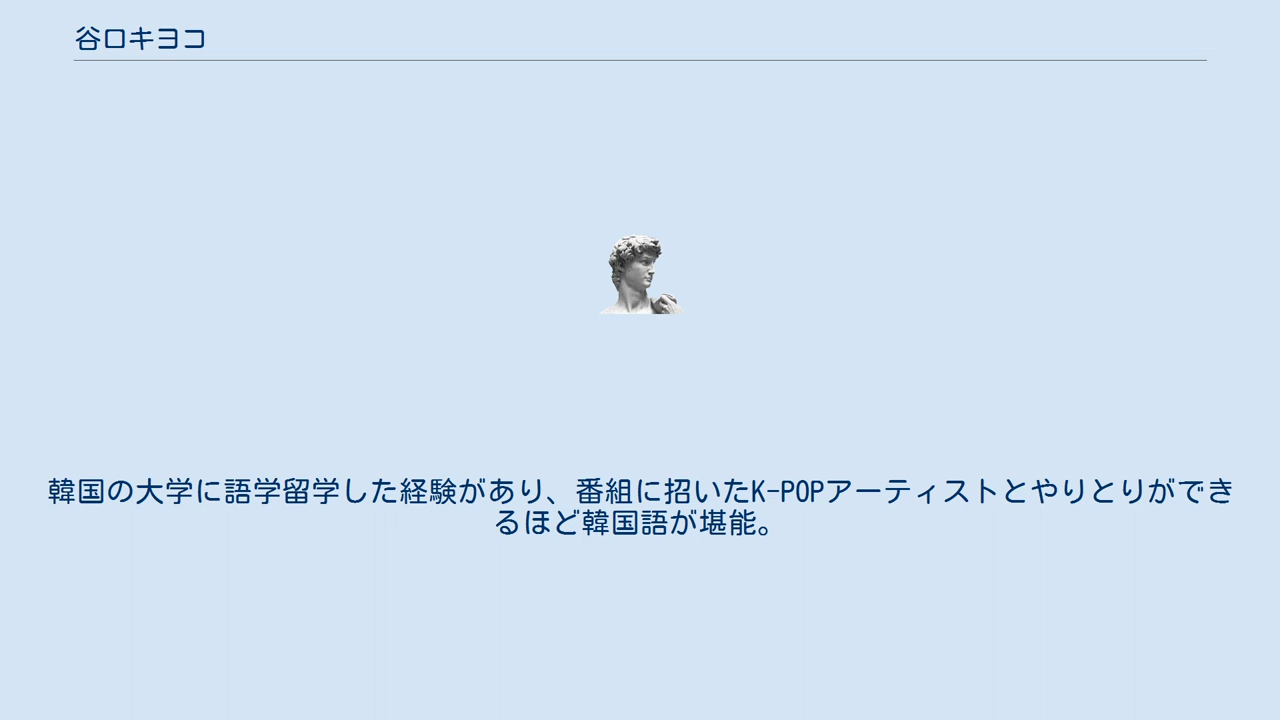 谷口キヨコ
韓国の大学に語学留学した経験があり、番組に招いたK-POPアーティストとやりとりができ
るほど韓国語が堪能。